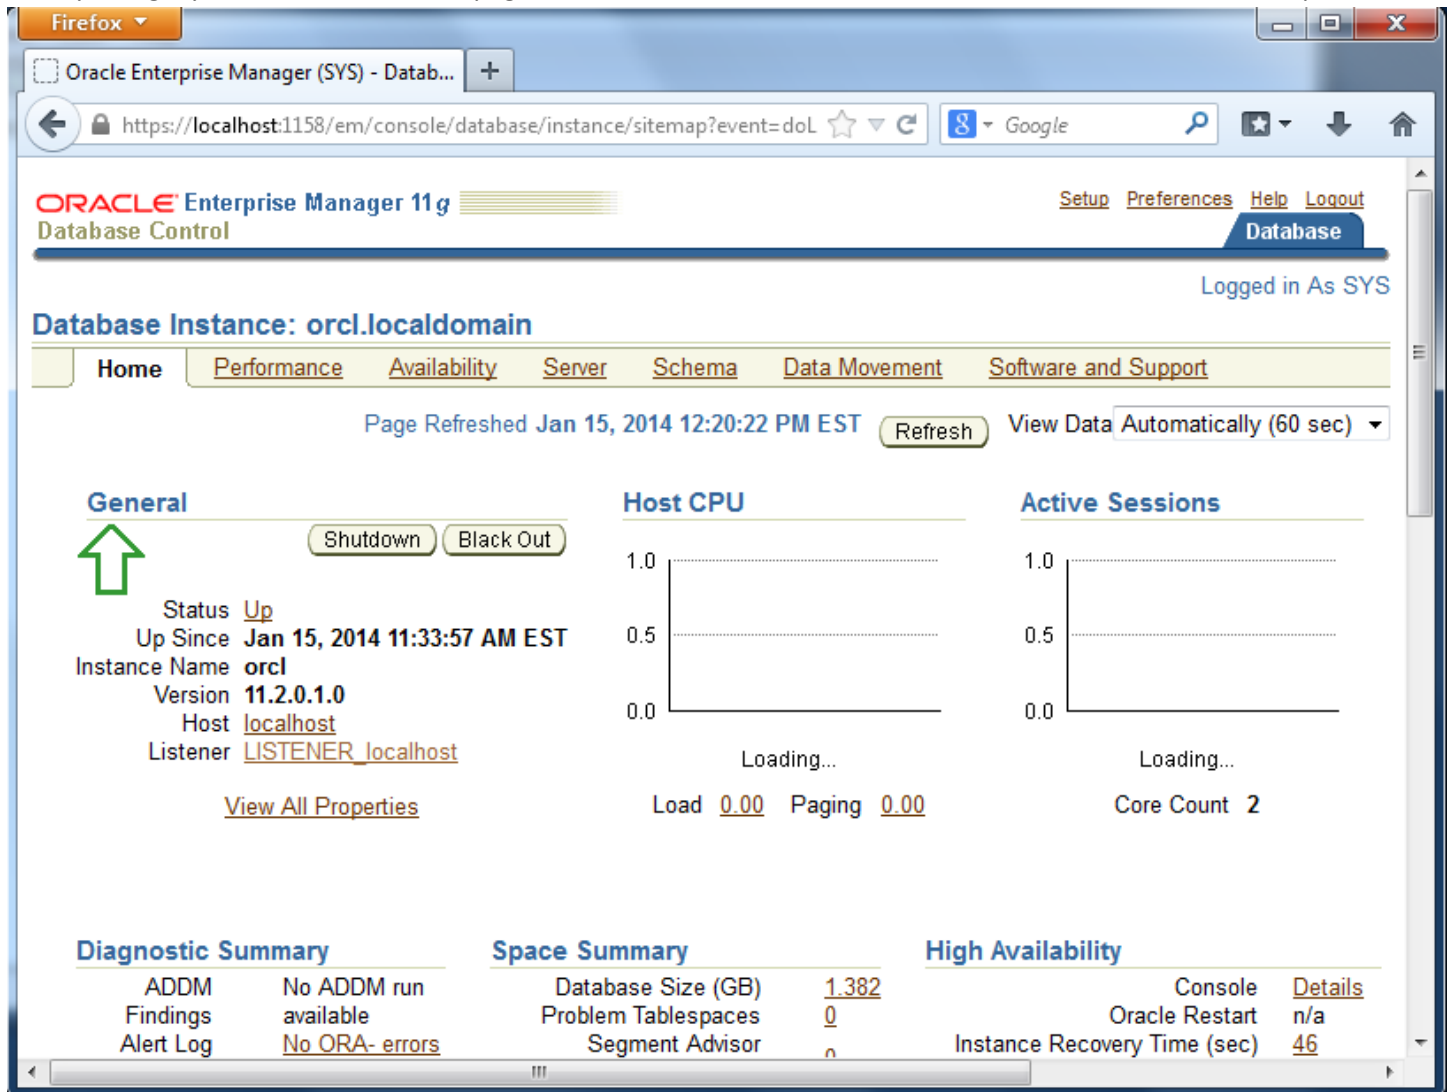 Firefox
Oracle Enterprise Manager (SYS) - Datab...
https://localhost:1158/em/console/database/instance/sitemap?event=doL
8 Google
ORACLE Enterprise Manager 11g
Database Control
Setup Preferences Help Logout
Database
Logged in As SYS
Database Instance: orcl.localdomain
Home Performance Availability Server Schema Data Movement Software and Support
Page Refreshed Jan 15, 2014 12:20:22 PM EST Refresh View Data Automatically (60 sec)
General
Shutdown Black Out
Status Up
Up Since Jan 15, 2014 11:33:57 AM EST
Instance Name orcl
Version 11.2.0.1.0
Host localhost
Listener LISTENER_localhost
View All Properties
Host CPU
1.0
0.5
0.0
Loading...
Load 0.00 Paging 0.00
Active Sessions
1.0
0.5
0.0
Loading...
Core Count 2
Diagnostic Summary
ADDM Findings No ADDM run available
Alert Log No ORA- errors
Space Summary
Database Size (GB) 1.382
Problem Tablespaces 0
Segment Advisor 0
High Availability
Console Details
Oracle Restart n/a
Instance Recovery Time (sec) 46